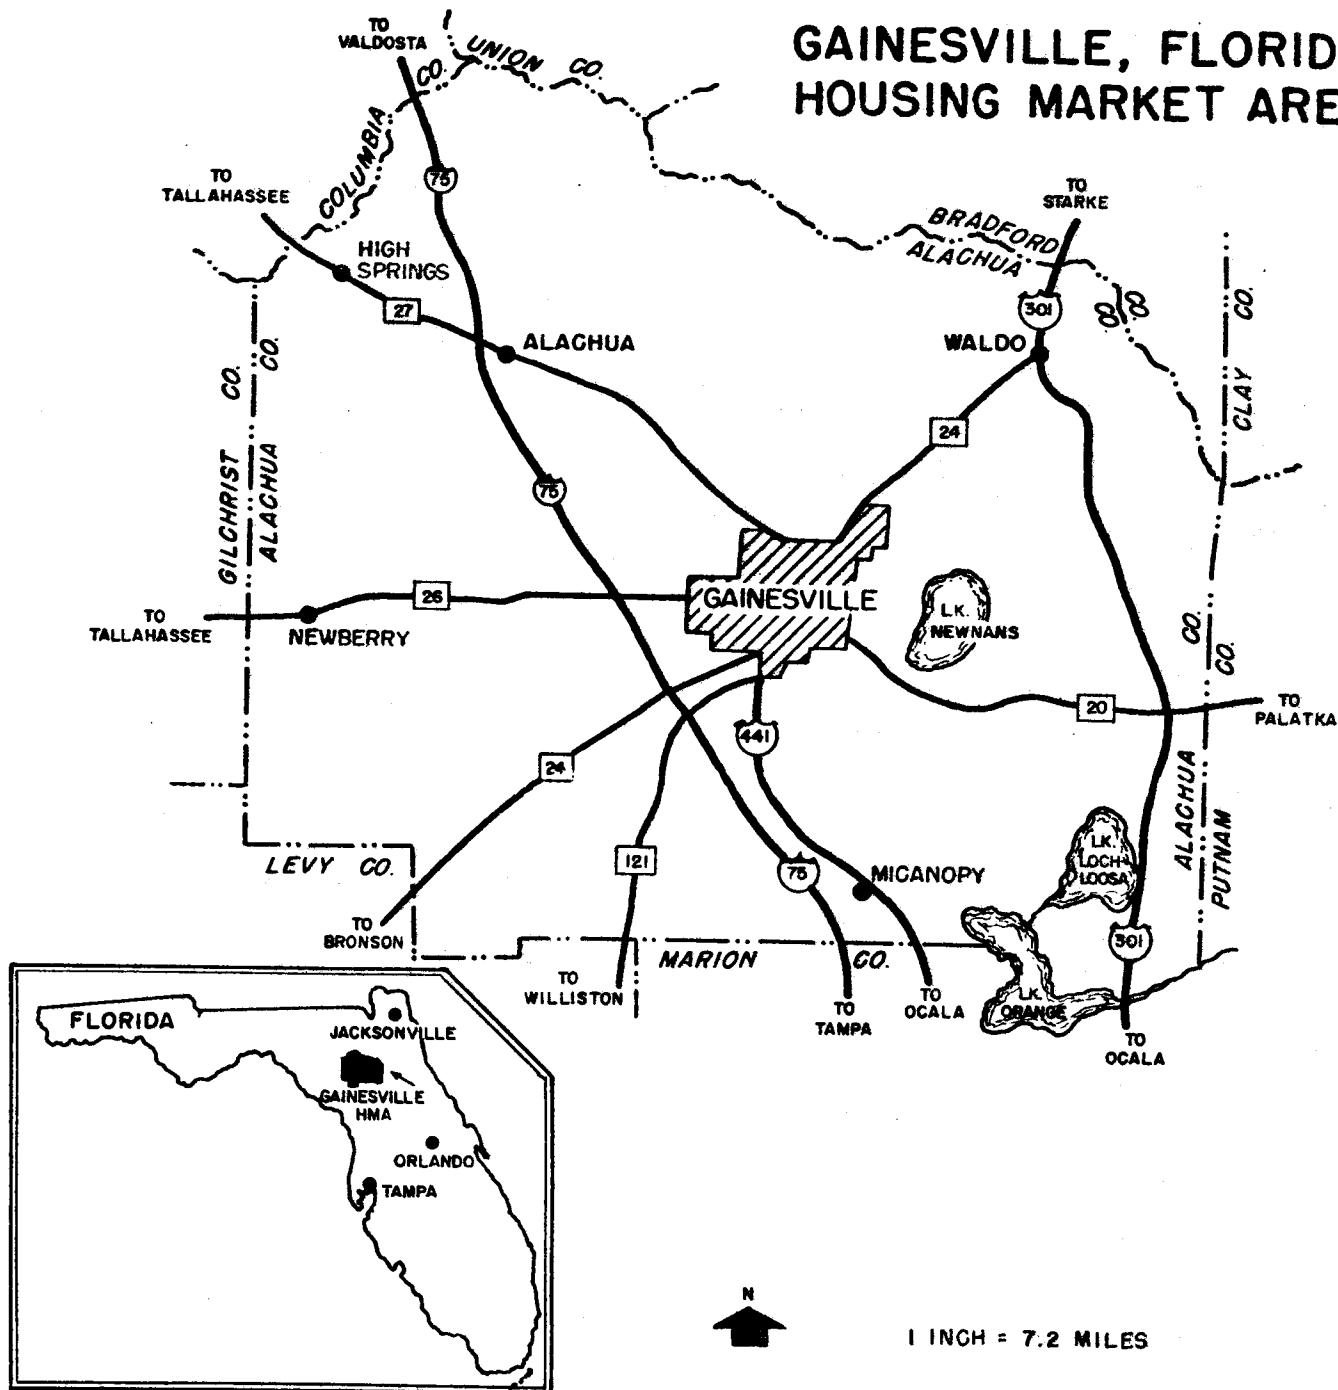 GAINESVILLE, FLORID
HOUSING MARKET ARE
TO
VALDOSTA
UNION CO.
CO.
COLUMBIA
75
TO
TALLAHASSEE
TO
STARKE
BRADFORD
ALACHUA
CO.
CO.
HIGH
SPRINGS
27
301
CLAY CO.
ALACHUA
WALDO
GILCHRIST CO.
ALACHUA CO.
24
75
GAINESVILLE
26
TO
TALLAHASSEE
NEWBERRY
LK.
NEWNANS
CO.
CO.
20
TO
PALATKA
441
24
ALACHUA
PUTNAM
121
LEVY CO.
75
MICANOPY
LK.
LOCH-
LOOSA
TO
BRONSON
301
MARION CO.
TO
WILLISTON
TO
TAMPA
TO
OCALA
LK.
ORANGE
TO
OCALA
FLORIDA
JACKSONVILLE
GAINESVILLE
HMA
ORLANDO
TAMPA
N
1 INCH = 7.2 MILES